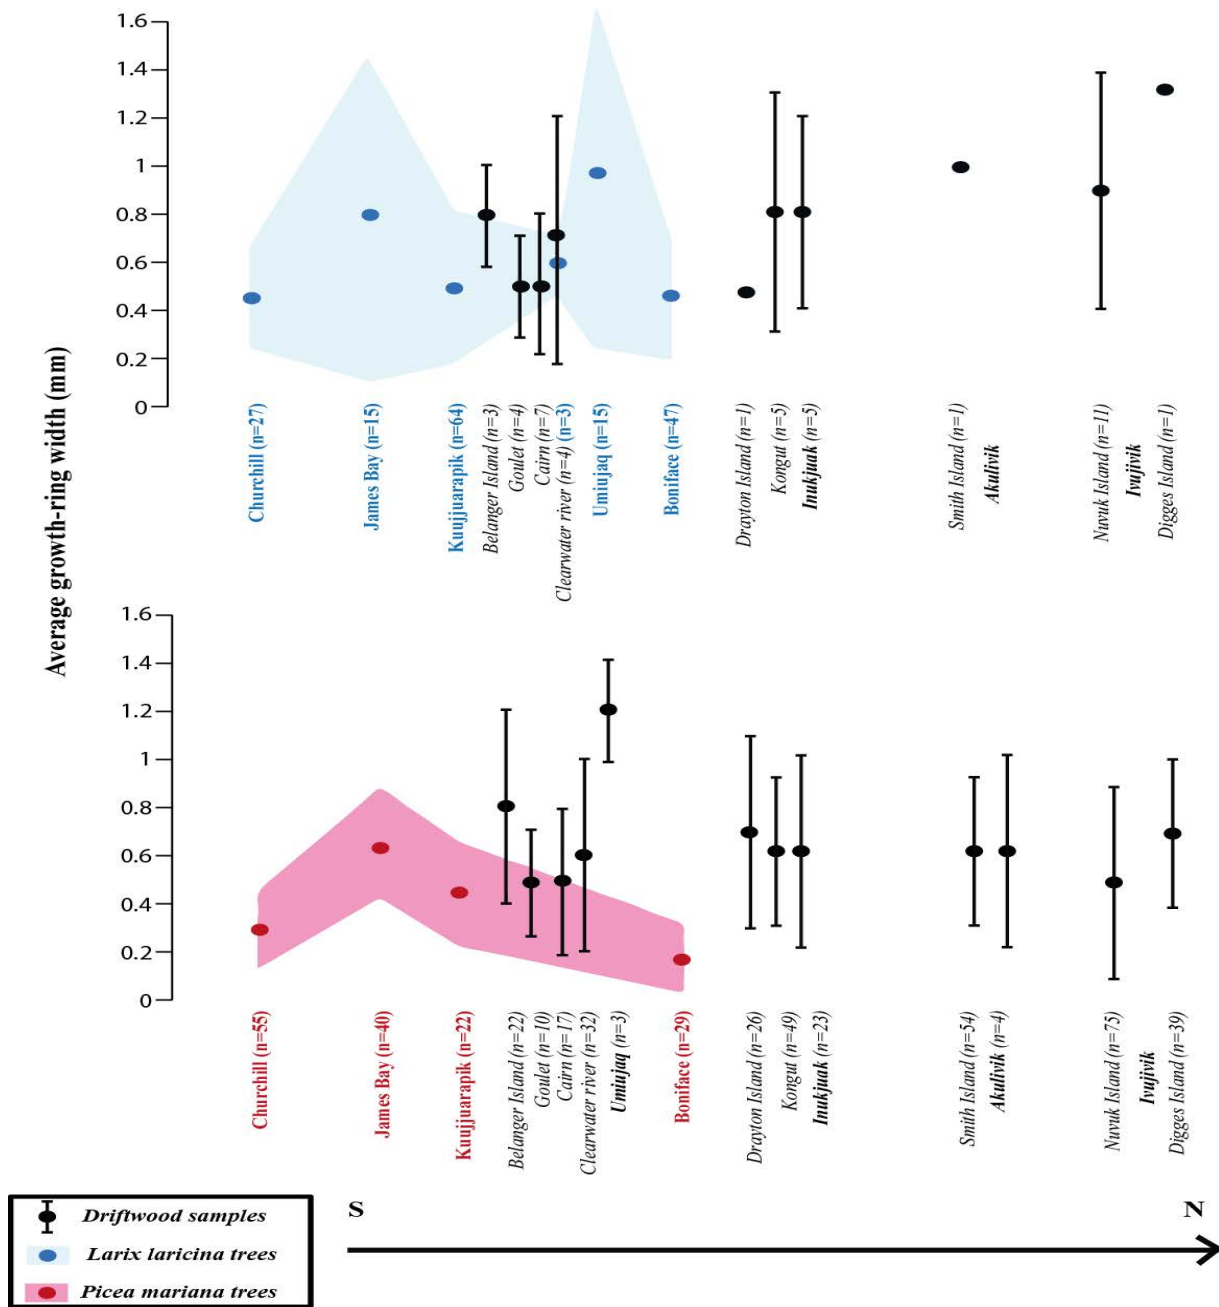 Average growth-ring width (mm)
1.6
1.4
1.2
1
0.8
0.6
0.4
0.2
0
Churchill (n=27)
James Bay (n=15)
Kuujjuarapik (n=64)
Belanger Island (n=3)
Goulet (n=4)
Cairn (n=7)
Clearwater river (n=4) (n=3)
Umiujaq (n=15)
Boniface (n=47)
Drayton Island (n=1)
Kongut (n=5)
Inukjuak (n=5)
Smith Island (n=1)
Akulivik
Nuvuk Island (n=11)
Ivujivik
Digges Island (n=1)
1.6
1.4
1.2
1
0.8
0.6
0.4
0.2
0
Churchill (n=55)
James Bay (n=40)
Kuujjuarapik (n=22)
Belanger Island (n=22)
Goulet (n=10)
Cairn (n=17)
Clearwater river (n=32)
Umiujaq (n=3)
Boniface (n=29)
Drayton Island (n=26)
Kongut (n=49)
Inukjuak (n=23)
Smith Island (n=54)
Akulivik (n=4)
Nuvuk Island (n=75)
Ivujivik
Digges Island (n=39)
S N
Driftwood samples
Larix laricina trees
Picea mariana trees